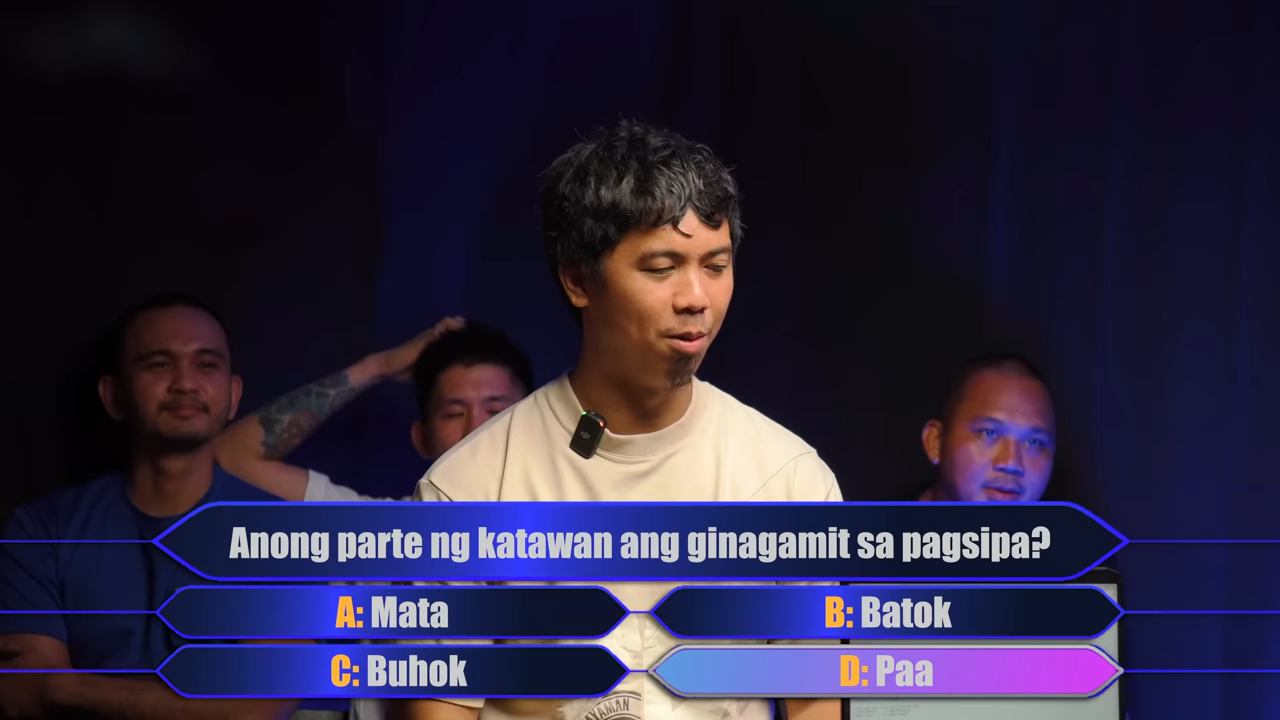 Anong parte ng katawan ang ginagamit sa pagsipa?
A: Mata
B: Batok
C: Buhok
D: Paa